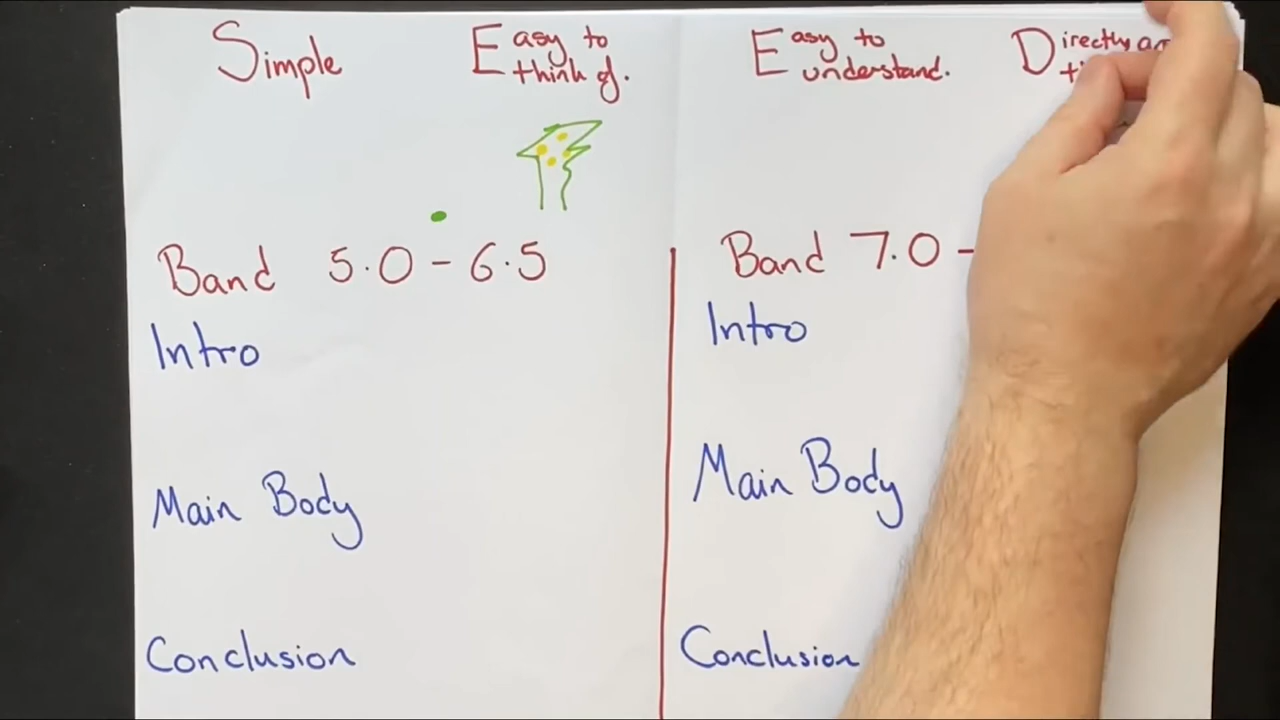 Simple
Easy to
think of.
Easy to
understand.
Directly
Band 5.0 - 6.5
Band 7.0 -
Intro
Intro
Main Body
Main Body
Conclusion
Conclusion